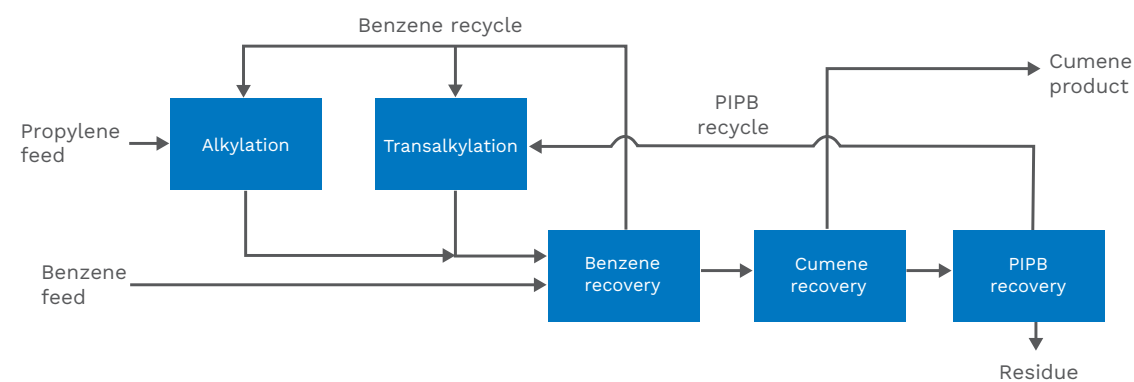 Benzene recycle
Cumene
product
PIPB
recycle
Propylene
feed
Alkylation
Transalkylation
Benzene
feed
Benzene
recovery
Cumene
recovery
PIPB
recovery
Residue